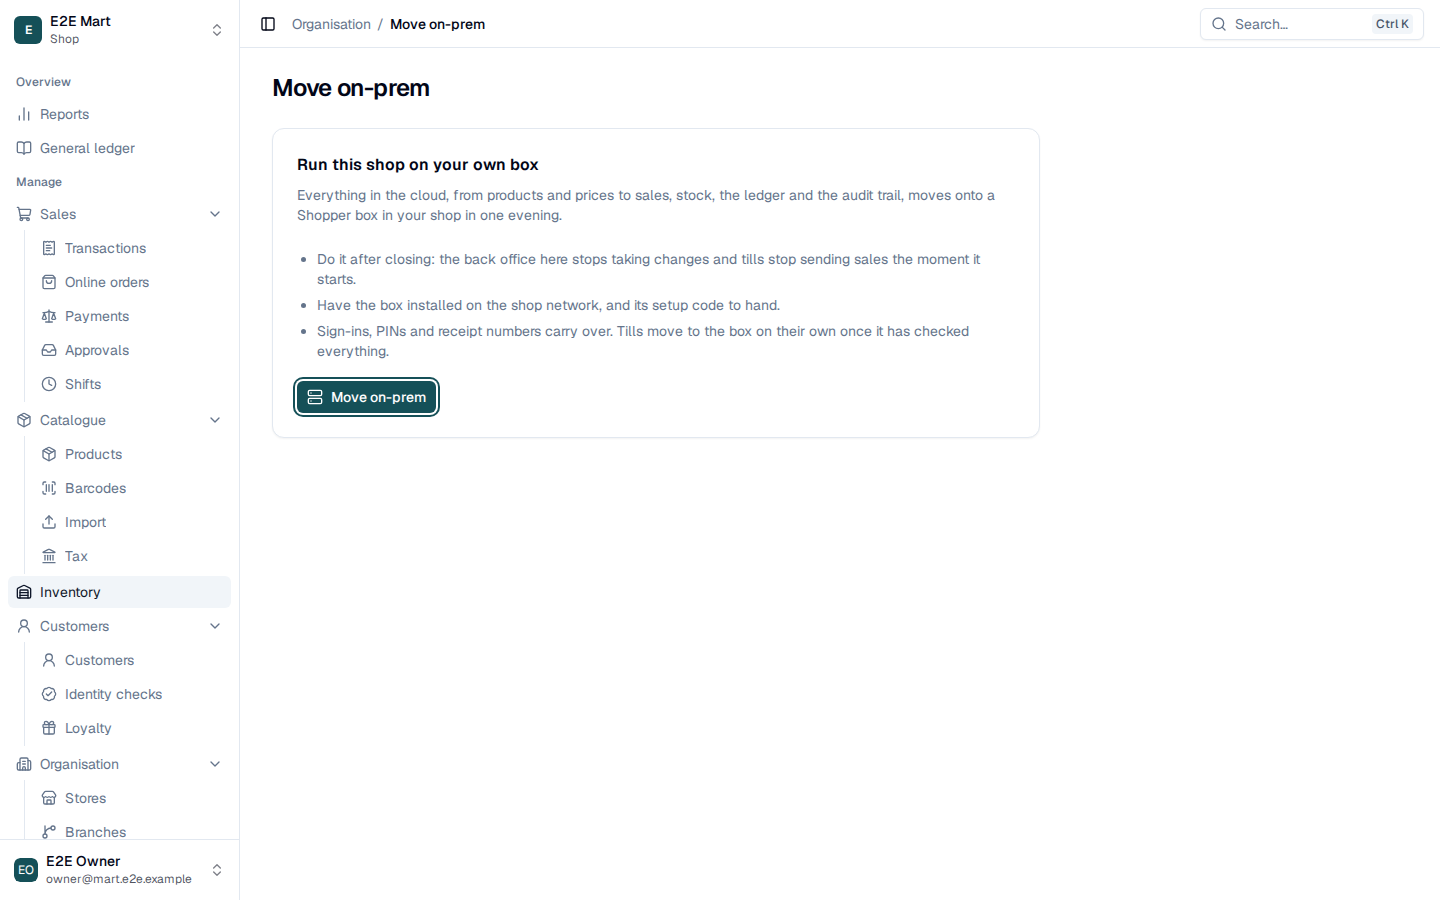 E2E Mart
E
Shop
Organisation / Move on-prem
Search...
Ctrl K
Overview
Reports
General ledger
Manage
Sales
Transactions
Online orders
Payments
Approvals
Shifts
Catalogue
Products
Barcodes
Import
Tax
Inventory
Customers
Customers
Identity checks
Loyalty
Organisation
Stores
Branches
EO
E2E Owner
owner@mart.e2e.example
Move on-prem
Run this shop on your own box
Everything in the cloud, from products and prices to sales, stock, the ledger and the audit trail, moves onto a
Shopper box in your shop in one evening.
• Do it after closing: the back office here stops taking changes and tills stop sending sales the moment it
starts.
• Have the box installed on the shop network, and its setup code to hand.
• Sign-ins, PINs and receipt numbers carry over. Tills move to the box on their own once it has checked
everything.
Move on-prem